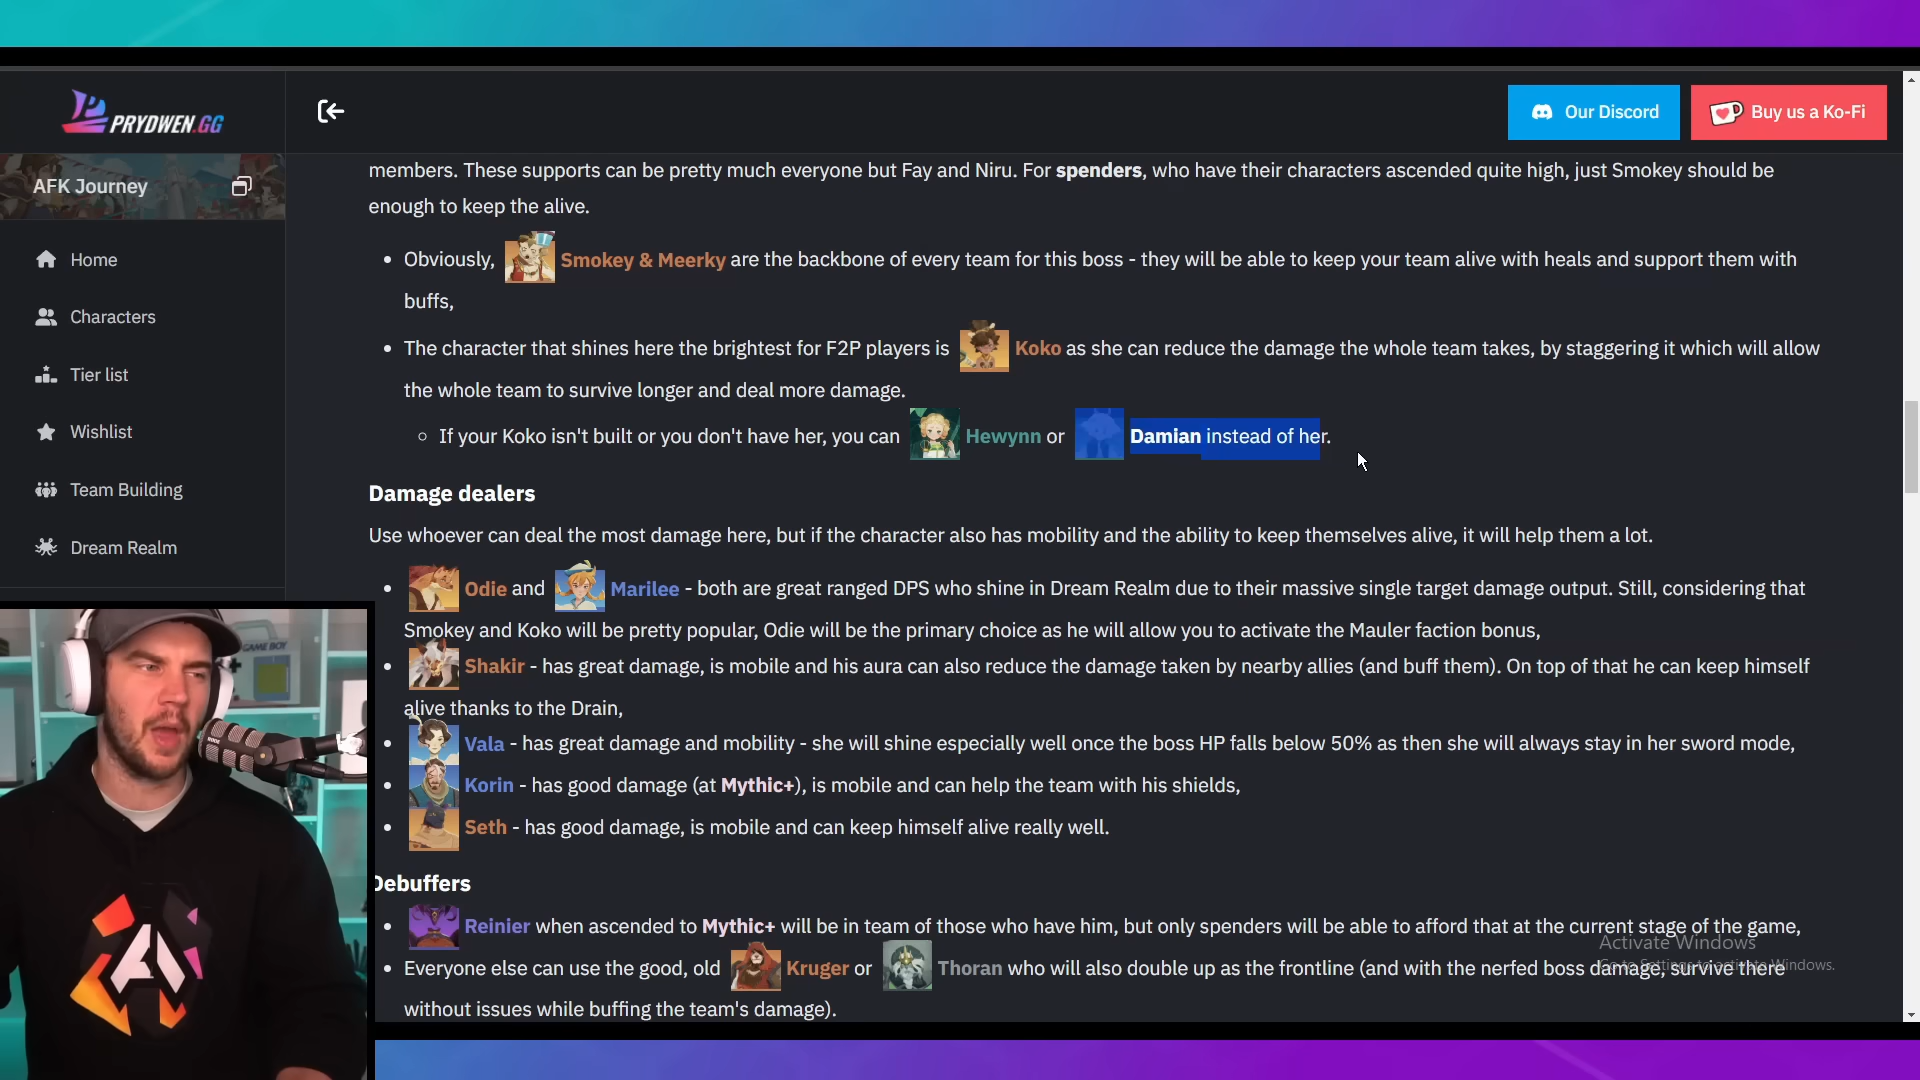 PRYDWEN.GG
Our Discord
Buy us a Ko-Fi
AFK Journey
Home
Characters
Tier list
Wishlist
Team Building
Dream Realm
members. These supports can be pretty much everyone but Fay and Niru. For spenders, who have their characters ascended quite high, just Smokey should be
enough to keep the alive.
Obviously, Smokey & Meerky are the backbone of every team for this boss - they will be able to keep your team alive with heals and support them with
buffs,
The character that shines here the brightest for F2P players is Koko as she can reduce the damage the whole team takes, by staggering it which will allow
the whole team to survive longer and deal more damage.
If your Koko isn't built or you don't have her, you can Hewynn or Damian instead of her.
Damage dealers
Use whoever can deal the most damage here, but if the character also has mobility and the ability to keep themselves alive, it will help them a lot.
Odie and Marilee - both are great ranged DPS who shine in Dream Realm due to their massive single target damage output. Still, considering that
Smokey and Koko will be pretty popular, Odie will be the primary choice as he will allow you to activate the Mauler faction bonus,
Shakir - has great damage, is mobile and his aura can also reduce the damage taken by nearby allies (and buff them). On top of that he can keep himself
alive thanks to the Drain,
Vala - has great damage and mobility - she will shine especially well once the boss HP falls below 50% as then she will always stay in her sword mode,
Korin - has good damage (at Mythic+), is mobile and can help the team with his shields,
Seth - has good damage, is mobile and can keep himself alive really well.
Debuffers
Reinier when ascended to Mythic+ will be in team of those who have him, but only spenders will be able to afford that at the current stage of the game,
Everyone else can use the good, old Kruger or Thoran who will also double up as the frontline (and with the nerfed boss damage, survive there
without issues while buffing the team's damage).
Activate Windows
Go to Settings to activate Windows.
GAME BOY
RODE